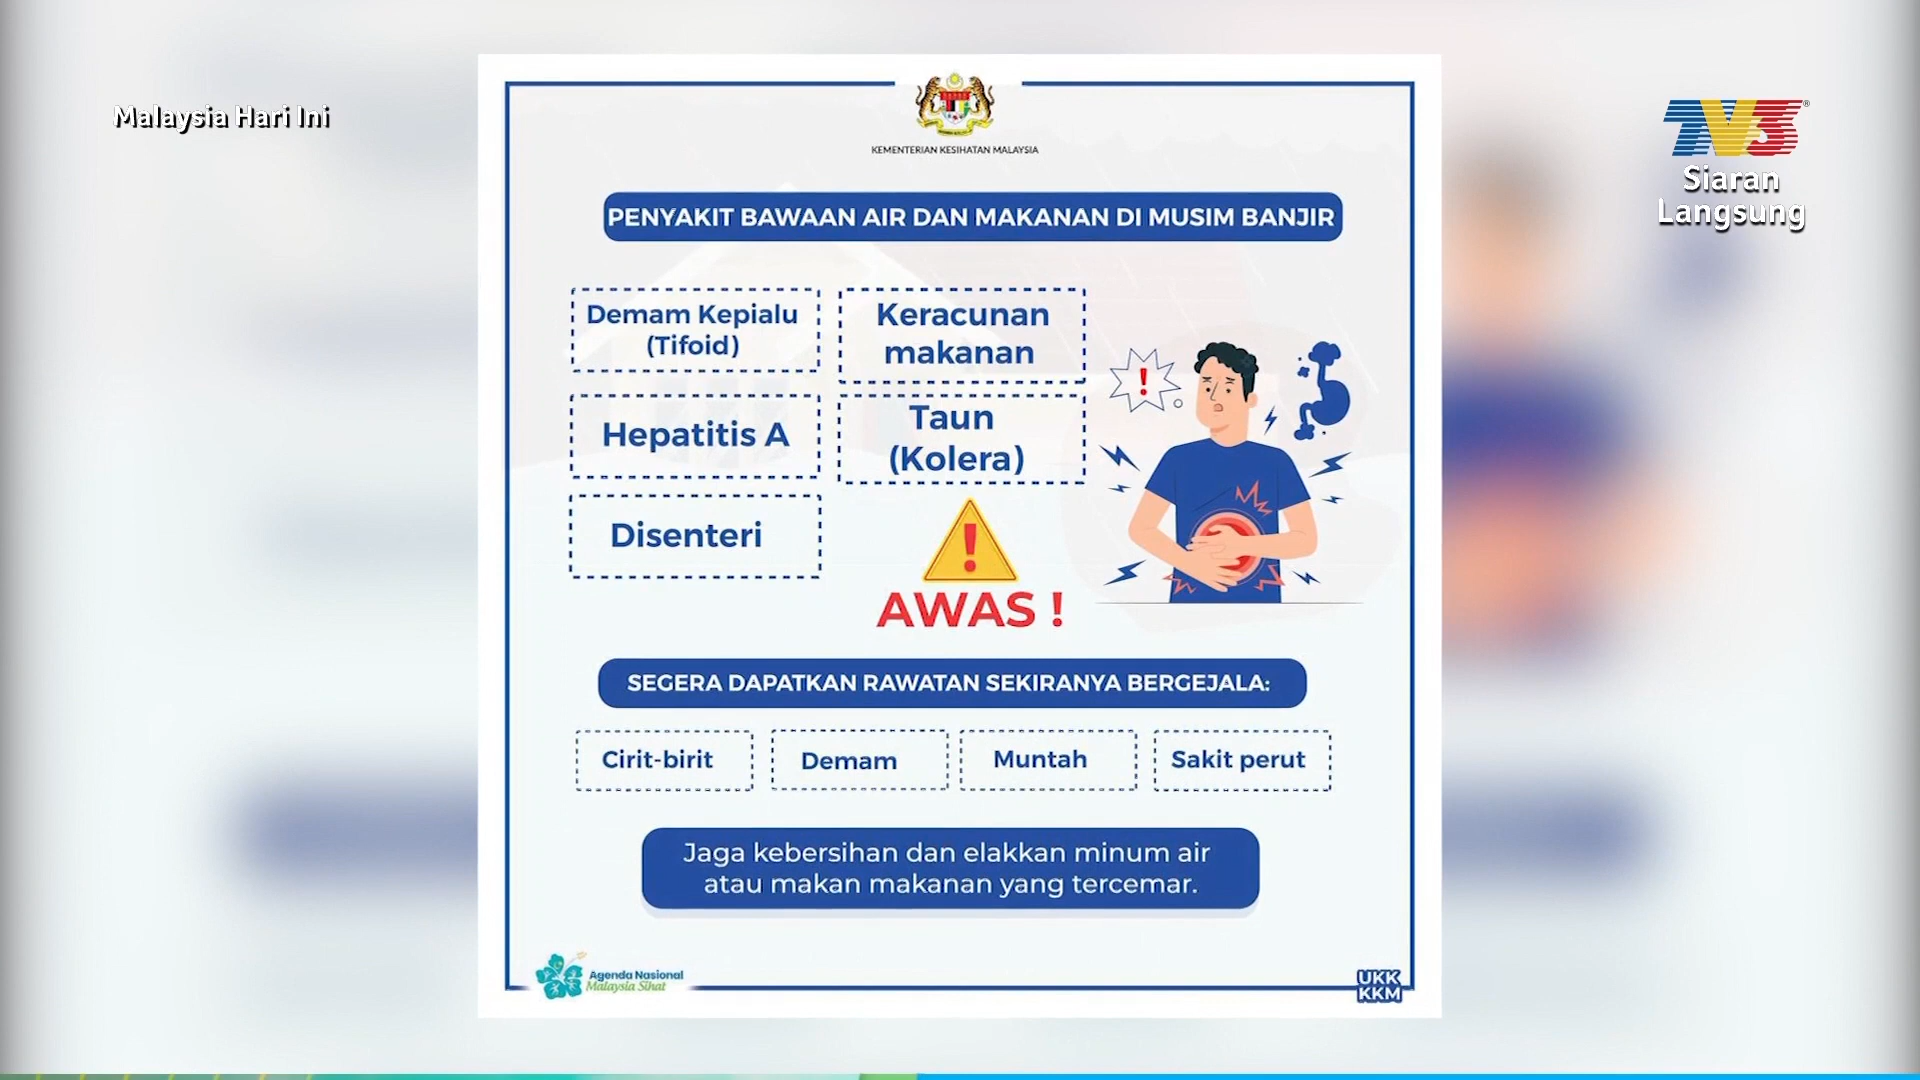 Malaysia Hari Ini
TV3
Siaran
Langsung
KEMENTERIAN KESIHATAN MALAYSIA
PENYAKIT BAWAAN AIR DAN MAKANAN DI MUSIM BANJIR
Demam Kepialu
(Tifoid)
Keracunan
makanan
Hepatitis A
Taun
(Kolera)
Disenteri
AWAS !
SEGERA DAPATKAN RAWATAN SEKIRANYA BERGEJALA:
Cirit-birit
Demam
Muntah
Sakit perut
Jaga kebersihan dan elakkan minum air
atau makan makanan yang tercemar.
Agenda Nasional
Malaysia Sihat
UKK
KKM